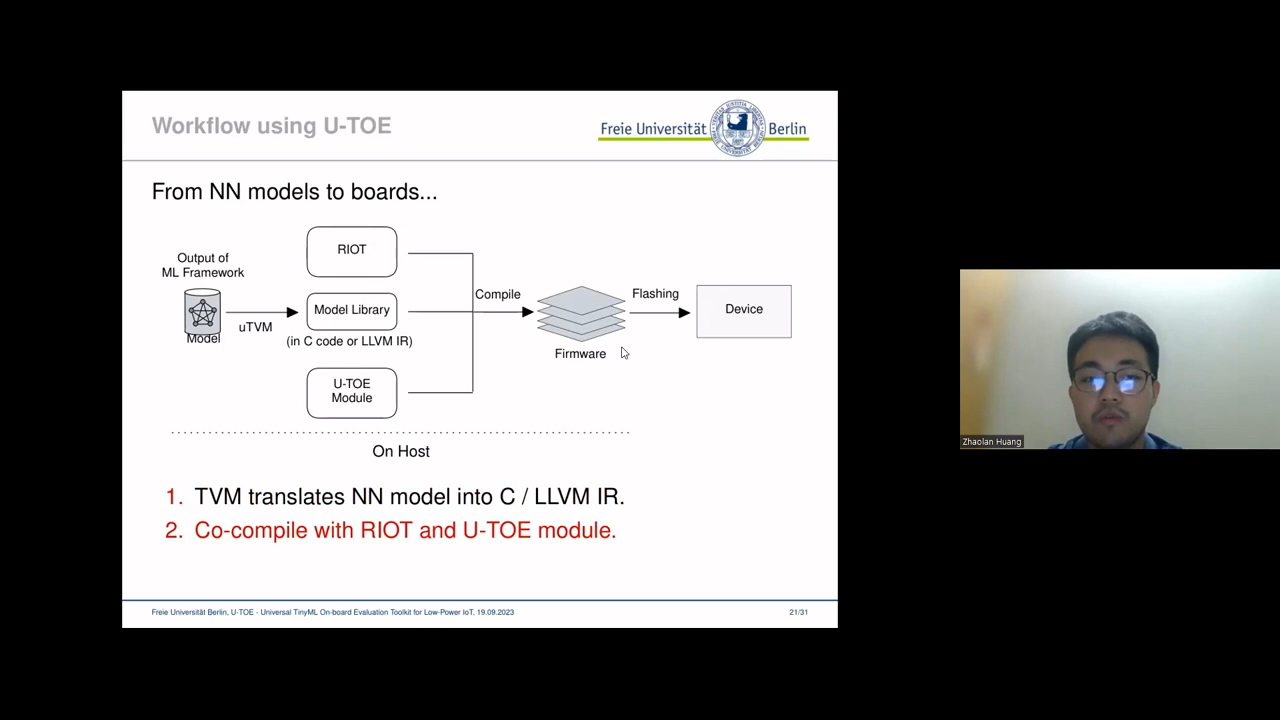 Workflow using U-TOE
Freie Universität Berlin
From NN models to boards...
Output of
ML Framework
Model
uTVM
RIOT
Model Library
(in C code or LLVM IR)
U-TOE
Module
Compile
Firmware
Flashing
Device
On Host
1. TVM translates NN model into C / LLVM IR.
2. Co-compile with RIOT and U-TOE module.
Freie Universität Berlin, U-TOE - Universal TinyML On-board Evaluation Toolkit for Low-Power IoT, 19.09.2023
21/31
Zhaolan Huang